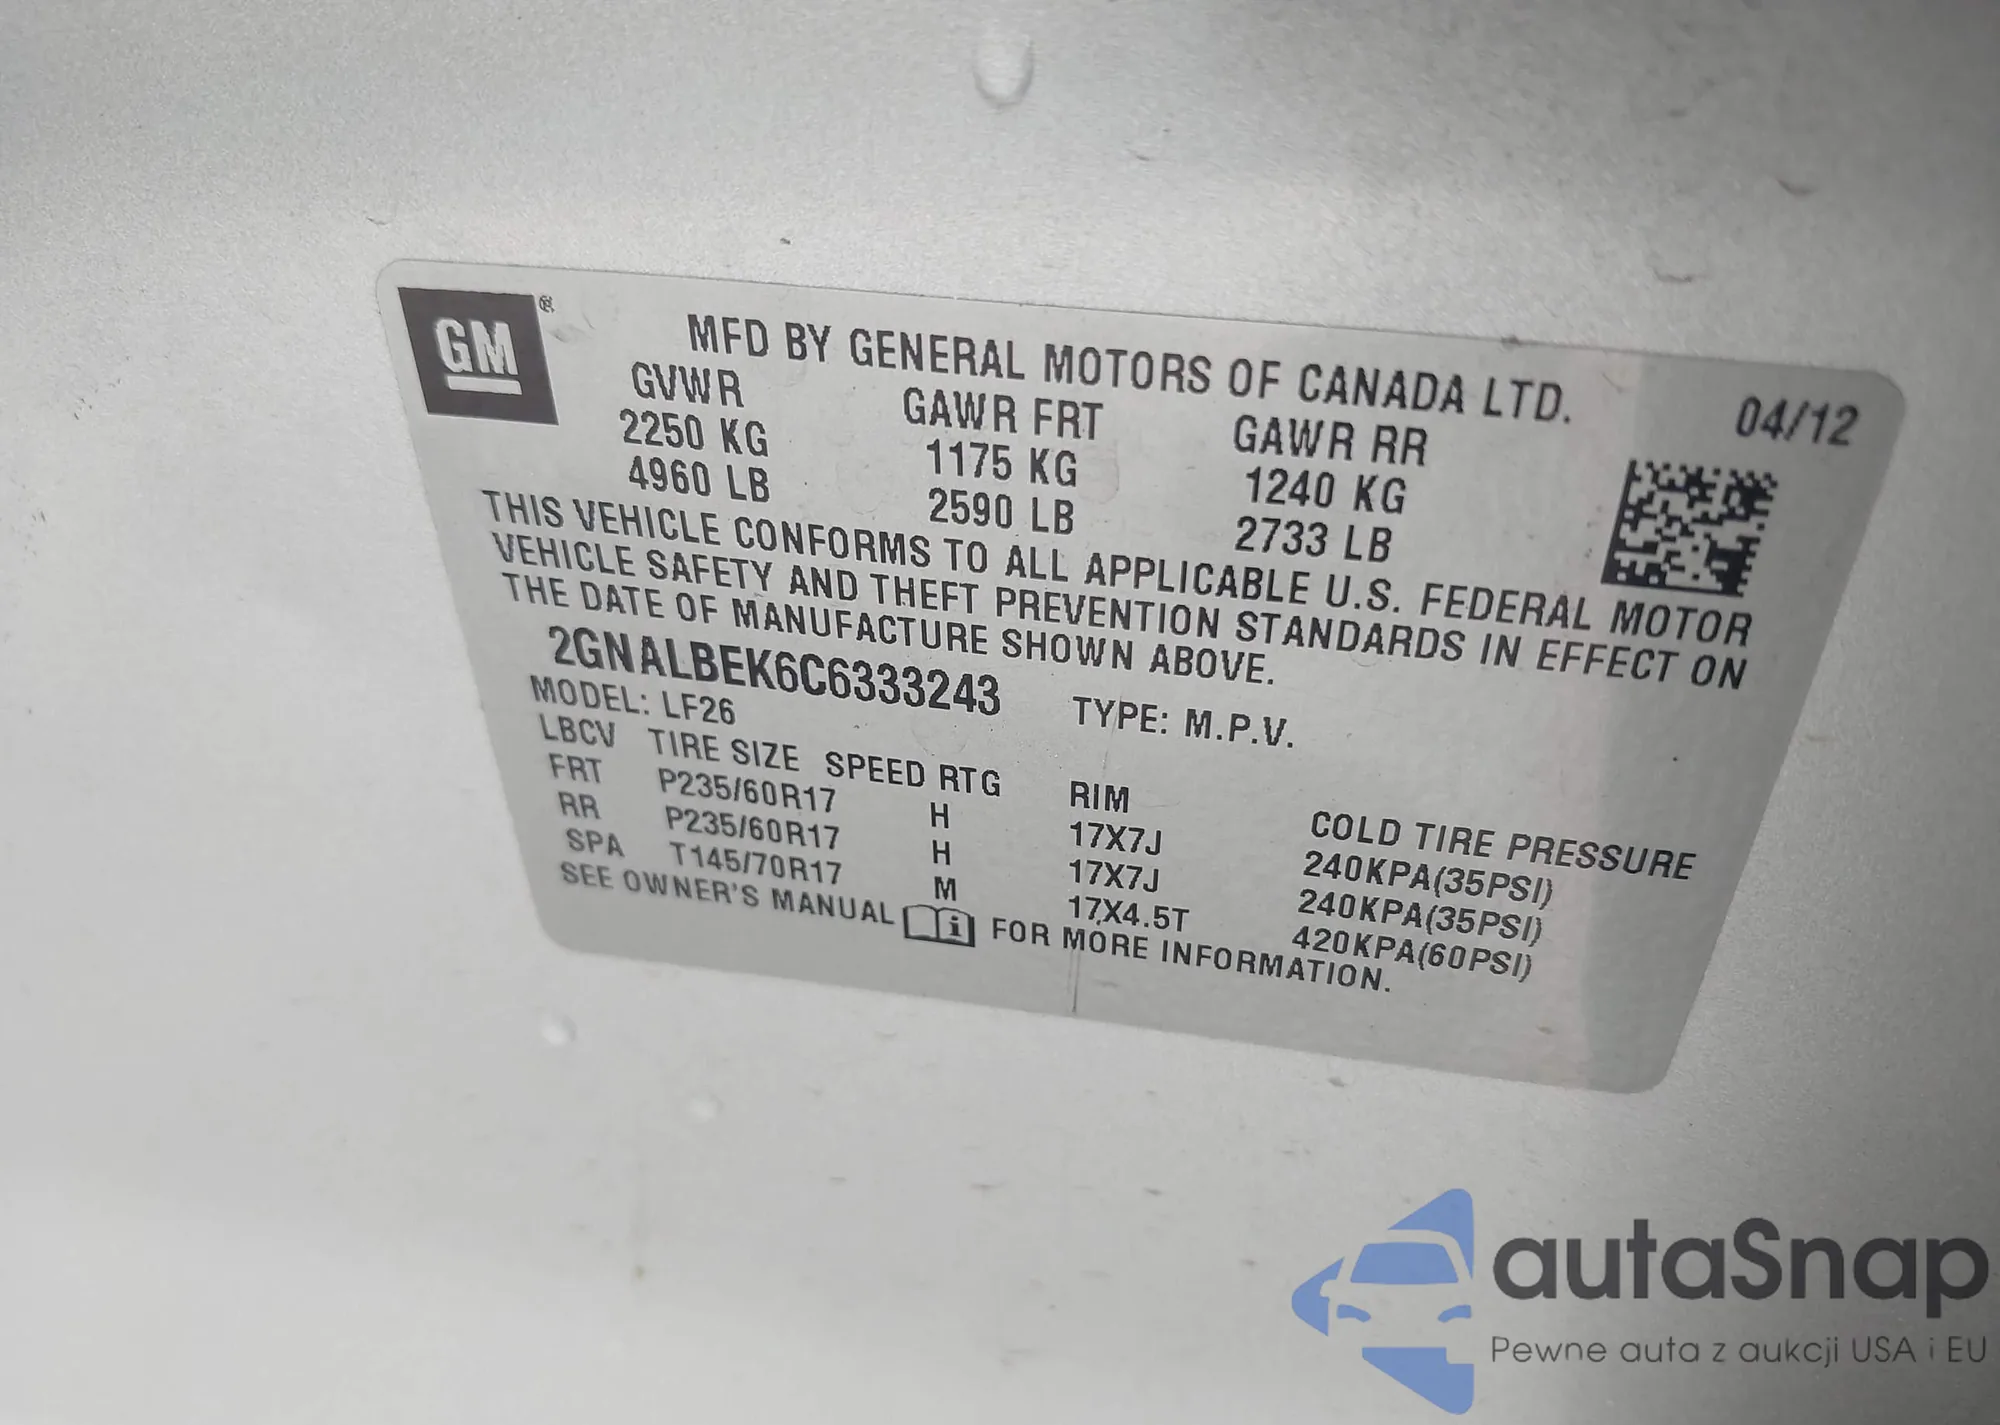 GM ®
MFD BY GENERAL MOTORS OF CANADA LTD.
04/12
GVWR GAWR FRT GAWR RR
2250 KG 1175 KG 1240 KG
4960 LB 2590 LB 2733 LB
THIS VEHICLE CONFORMS TO ALL APPLICABLE U.S. FEDERAL MOTOR
VEHICLE SAFETY AND THEFT PREVENTION STANDARDS IN EFFECT ON
THE DATE OF MANUFACTURE SHOWN ABOVE.
2GNALBEK6C6333243 TYPE: M.P.V.
MODEL: LF26
LBCV TIRE SIZE SPEED RTG RIM COLD TIRE PRESSURE
FRT P235/60R17 H 17X7J 240KPA(35PSI)
RR P235/60R17 H 17X7J 240KPA(35PSI)
SPA T145/70R17 M 17X4.5T 420KPA(60PSI)
SEE OWNER'S MANUAL i FOR MORE INFORMATION.
autaSnap
Pewne auta z aukcji USA i EU